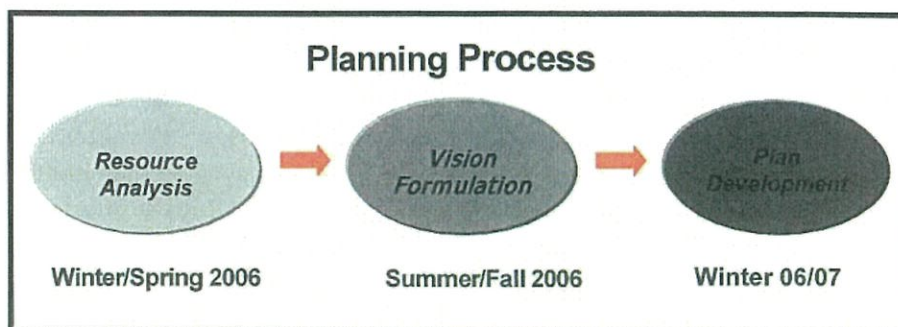 Planning Process
Resource
Analysis
Vision
Formulation
Plan
Development
Winter/Spring 2006
Summer/Fall 2006
Winter 06/07